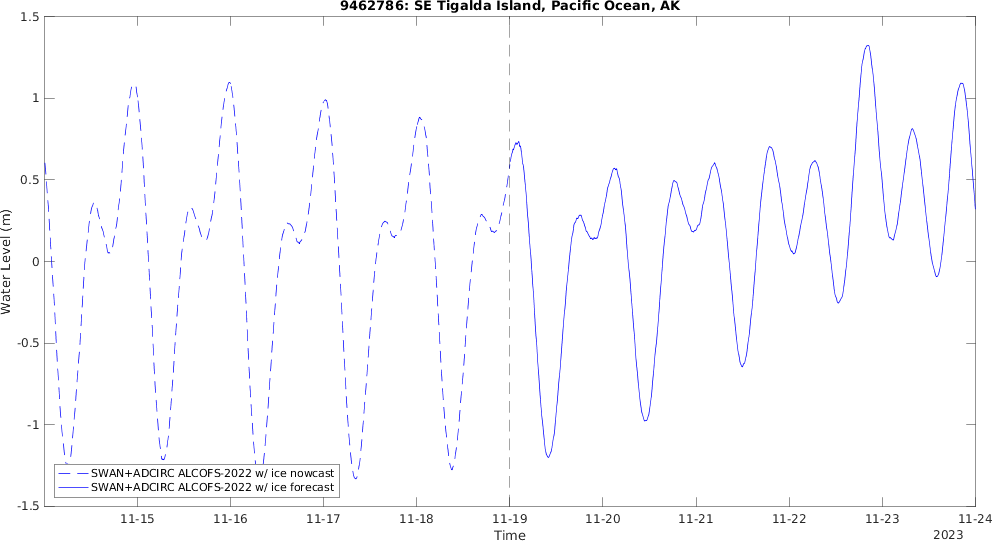 9462786: SE Tigalda Island, Pacific Ocean, AK
1.5
1
0.5
0
-0.5
-1
-1.5
Water Level (m)
SWAN+ADCIRC ALCOFS-2022 w/ ice nowcast
SWAN+ADCIRC ALCOFS-2022 w/ ice forecast
11-15 11-16 11-17 11-18 11-19 11-20 11-21 11-22 11-23 11-24
Time
2023